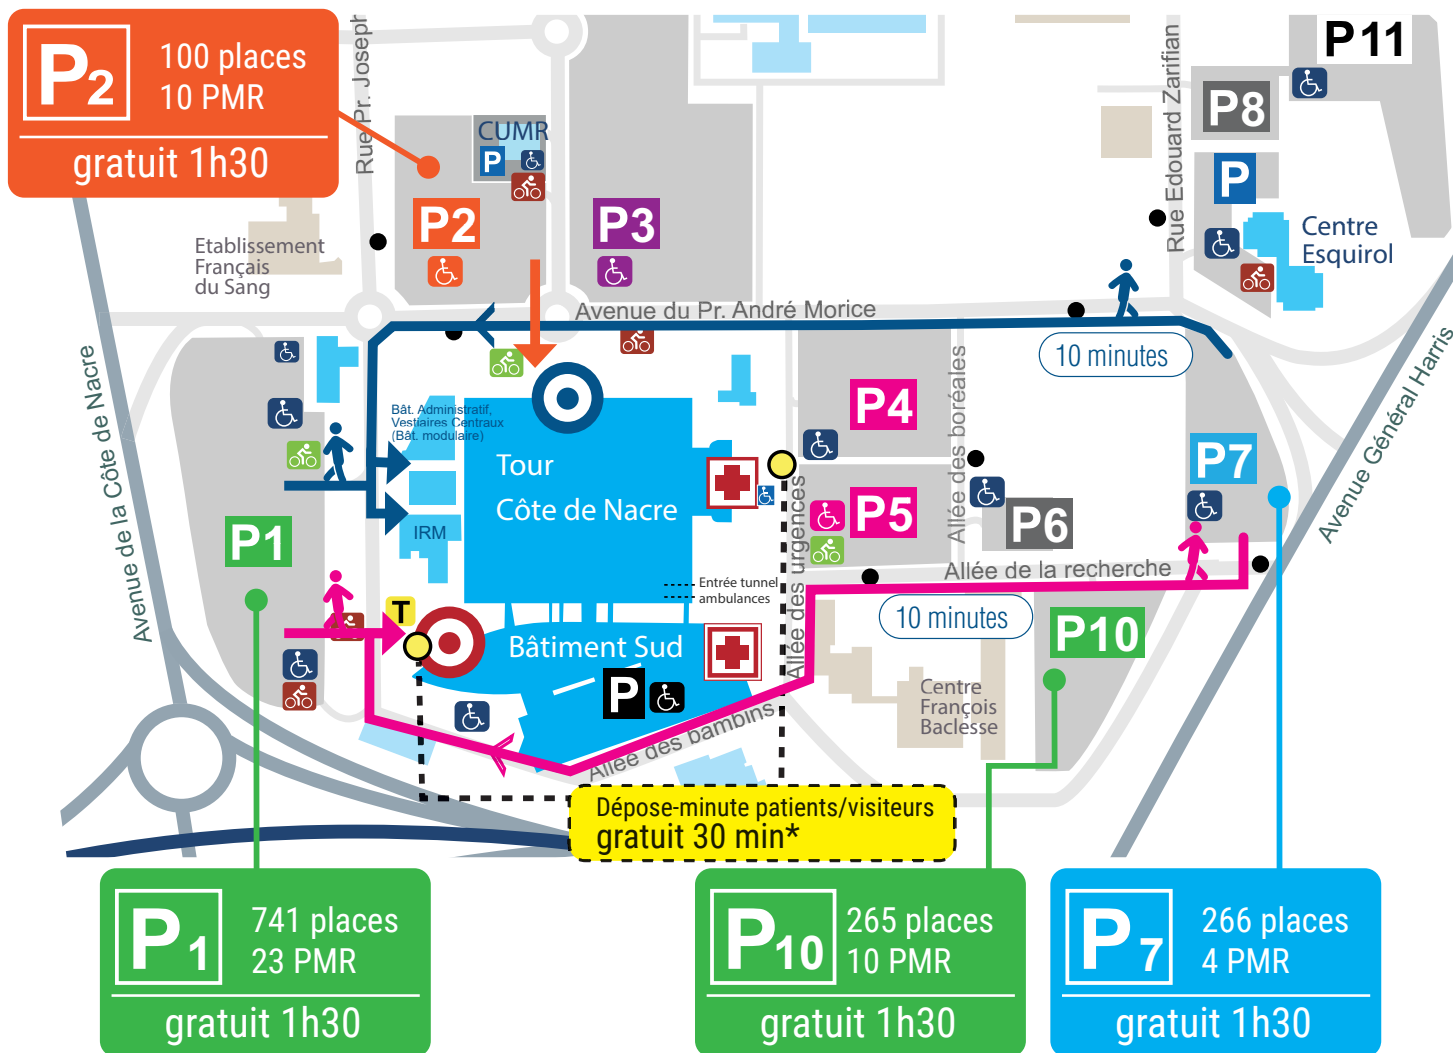 P2
100 places
10 PMR
gratuit 1h30
Rue Pr. Joseph
CUMR
P
P2
P3
Etablissement
Français
du Sang
Avenue du Pr. André Morice
Rue Edouard Zarifian
P11
P8
P
Centre
Esquirol
10 minutes
Avenue de la Côte de Nacre
Avenue Général Harris
Bât. Administratif,
Vestiaires Centraux
(Bât. modulaire)
Tour
Côte de Nacre
IRM
P1
P4
P5
Allée des boréales
Allée des urgences
P6
P7
Allée de la recherche
10 minutes
Entrée tunnel
ambulances
T
Bâtiment Sud
P
P10
Centre
François
Baclesse
Allée des bambins
Dépose-minute patients/visiteurs
gratuit 30 min*
P1
741 places
23 PMR
gratuit 1h30
P10
265 places
10 PMR
gratuit 1h30
P7
266 places
4 PMR
gratuit 1h30